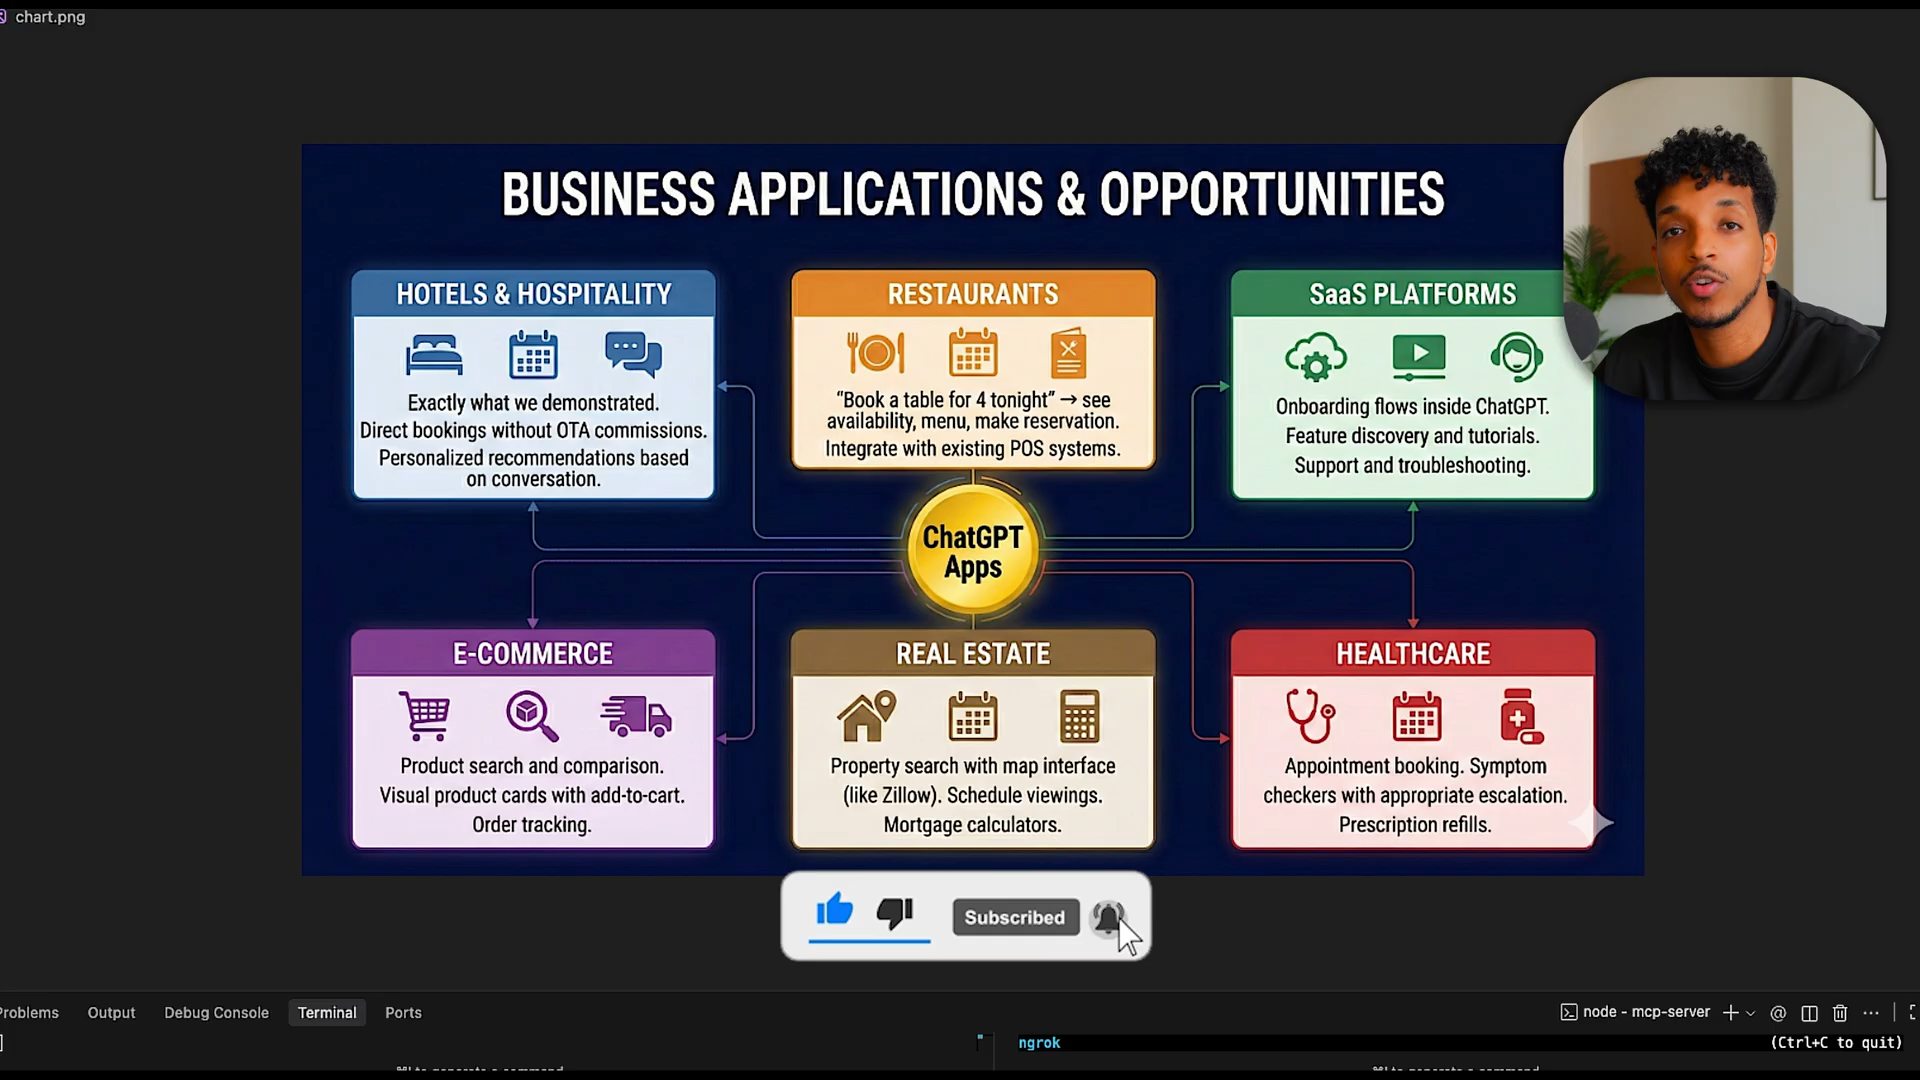 chart.png
BUSINESS APPLICATIONS & OPPORTUNITIES
HOTELS & HOSPITALITY
Exactly what we demonstrated.
Direct bookings without OTA commissions.
Personalized recommendations based
on conversation.
RESTAURANTS
“Book a table for 4 tonight” → see
availability, menu, make reservation.
Integrate with existing POS systems.
SaaS PLATFORMS
Onboarding flows inside ChatGPT.
Feature discovery and tutorials.
Support and troubleshooting.
ChatGPT
Apps
E-COMMERCE
Product search and comparison.
Visual product cards with add-to-cart.
Order tracking.
REAL ESTATE
Property search with map interface
(like Zillow). Schedule viewings.
Mortgage calculators.
HEALTHCARE
Appointment booking. Symptom
checkers with appropriate escalation.
Prescription refills.
Subscribed
Problems Output Debug Console Terminal Ports node - mcp-server
ngrok (Ctrl+C to quit)